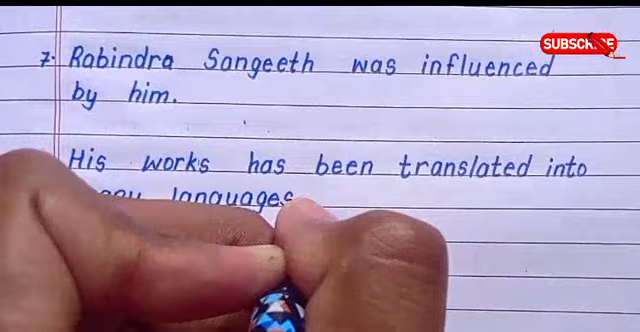 SUBSCRIBE
7. Rabindra Sangeeth was influenced
by him.
His works has been translated into
languages